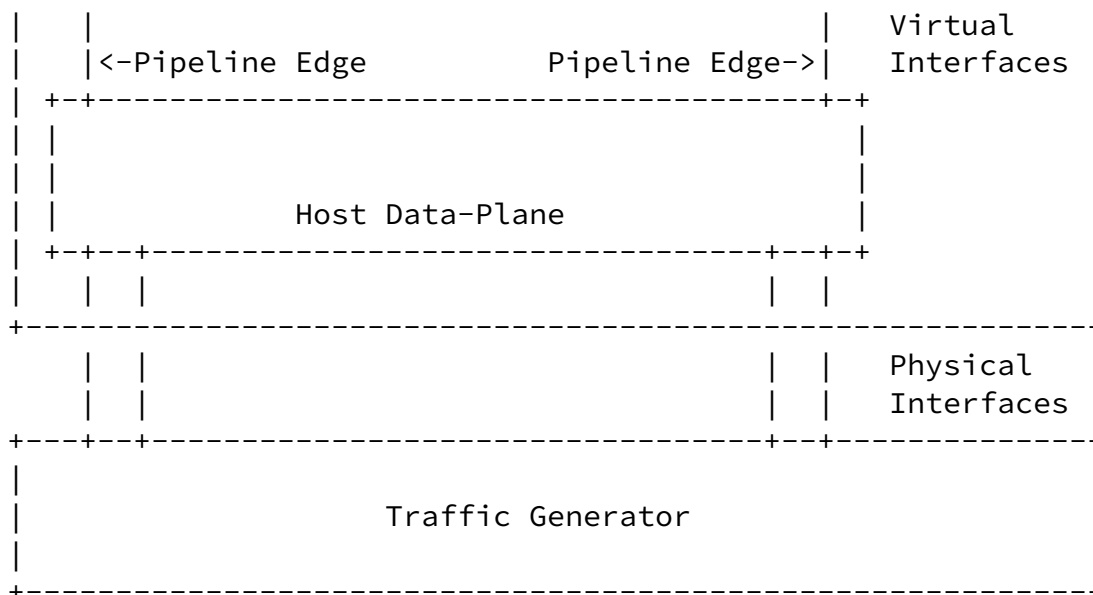 Virtual
<-Pipeline Edge Pipeline Edge-> Interfaces
Host Data-Plane
Physical
Interfaces
Traffic Generator